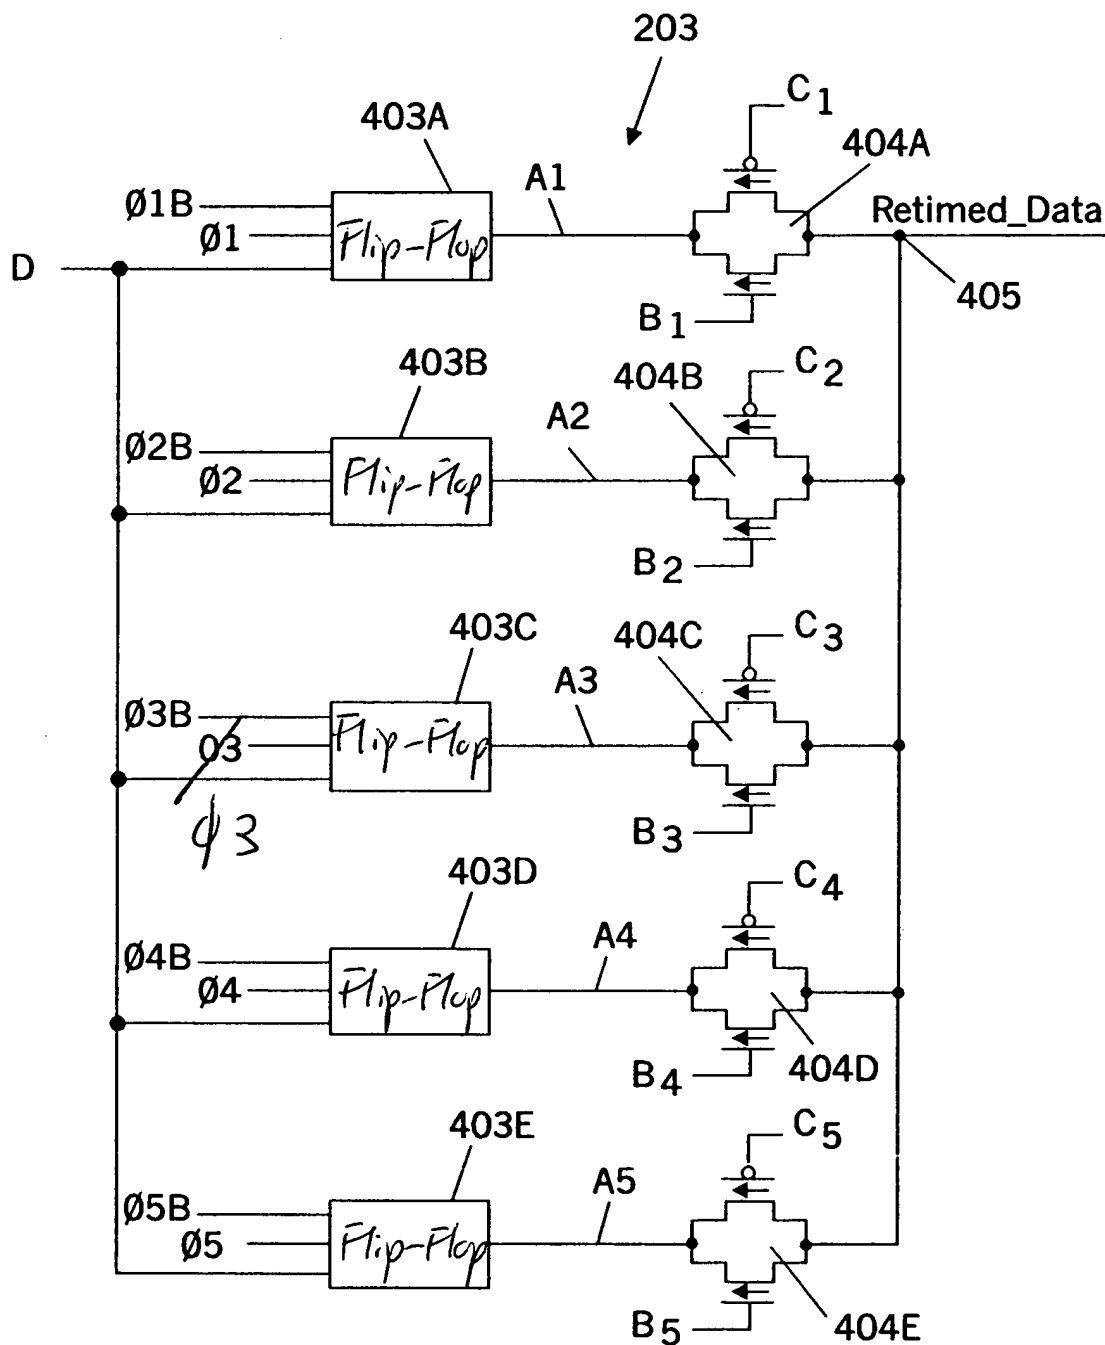 203
C1
403A
404A
A1
Ø1B
Retimed_Data
Ø1
Flip-Flop
D
405
B1
C2
403B
404B
A2
Ø2B
Ø2
Flip-Flop
B2
C3
403C
404C
A3
Ø3B
03
Flip-Flop
ϕ3
B3
C4
403D
A4
Ø4B
Ø4
Flip-Flop
B4
404D
C5
403E
A5
Ø5B
Ø5
Flip-Flop
B5
404E